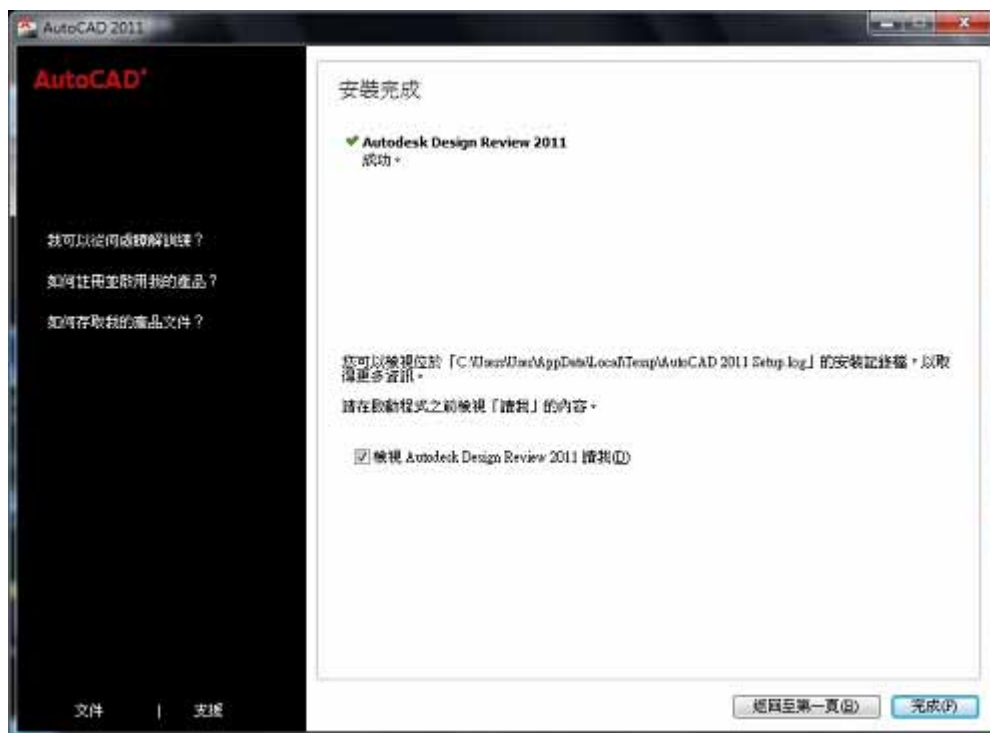 AutoCAD 2011
AutoCAD
安裝完成
Autodesk Design Review 2011
成功。
我可以從何處瞭解訓練？
如何註冊並啟用我的產品？
如何存取我的產品文件？
您可以檢視位於「C:\Users\User\AppData\Local\Temp\AutoCAD 2011 Setup.log」的安裝記錄檔，以取
得更多資訊。
請在啟動程式之前檢視「讀我」的內容。
檢視 Autodesk Design Review 2011 讀我(D)
文件 | 支援
返回至第一頁(B) 完成(F)